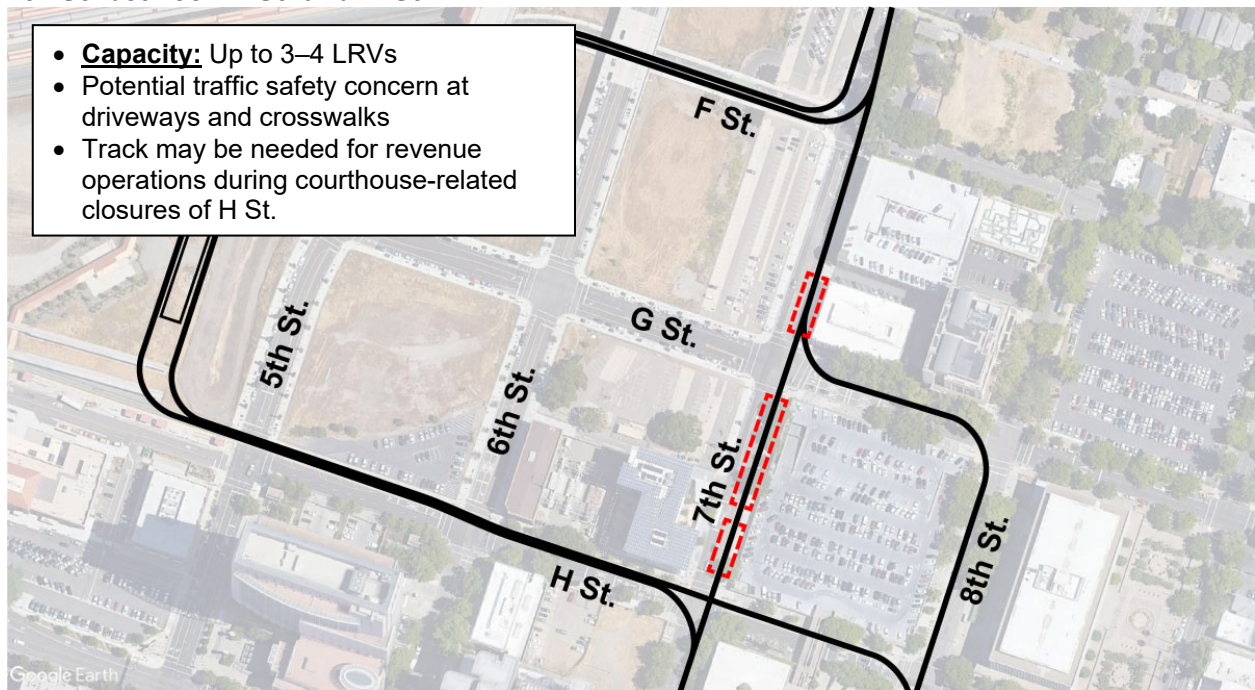 • Capacity: Up to 3–4 LRVs
• Potential traffic safety concern at
driveways and crosswalks
• Track may be needed for revenue
operations during courthouse-related
closures of H St.
F St.
G St.
5th St.
6th St.
7th St.
8th St.
H St.
Google Earth